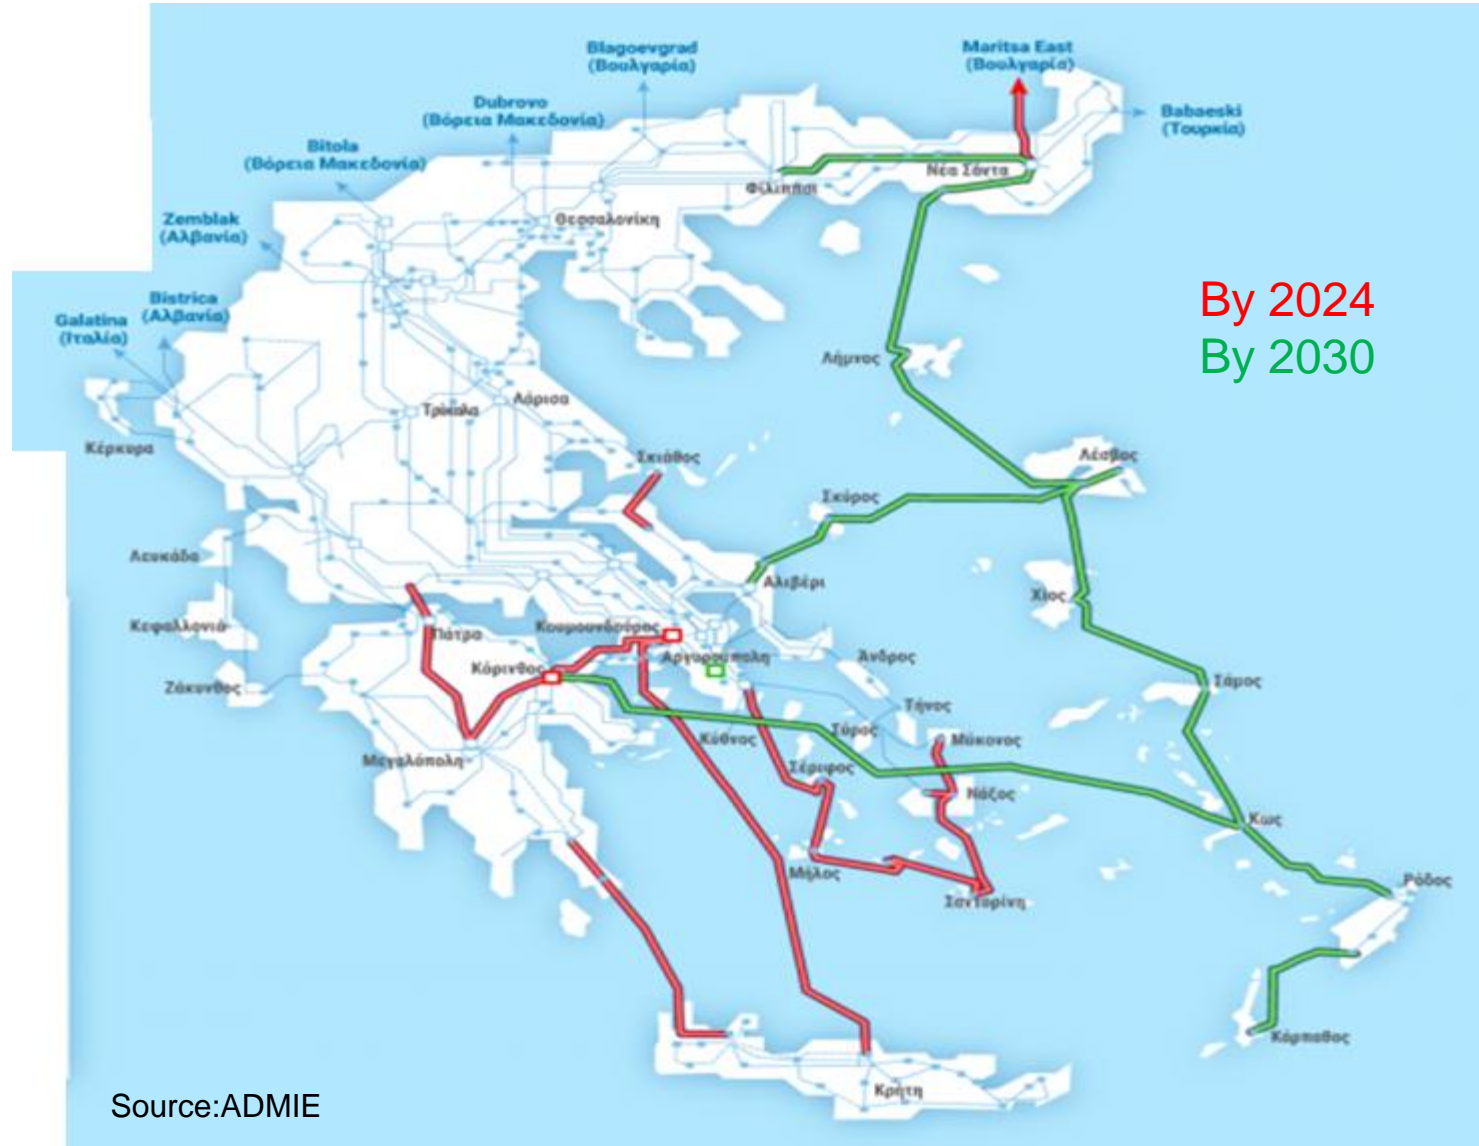 Blagoevgrad
(Βουλγαρία)
Maritsa East
(Βουλγαρία)
Dubrovo
(Βόρεια Μακεδονία)
Babaeski
(Τουρκία)
Bitola
(Βόρεια Μακεδονία)
Νέα Σάντα
Φίλιπποι
Zemblak
(Αλβανία)
Θεσσαλονίκη
Bistrica
(Αλβανία)
Galatina
(Ιταλία)
By 2024
By 2030
Λήμνος
Λάρισα
Τρίκαλα
Κέρκυρα
Σκιάθος
Λέσβος
Σκύρος
Λευκάδα
Αλιβέρι
Χίος
Κεφαλλονιά
Πάτρα
Κουμουνδούρος
Αργυρούπολη
Άνδρος
Κόρινθος
Ζάκυνθος
Σάμος
Τήνος
Σύρος
Κύθνος
Μύκονος
Μεγαλόπολη
Σέριφος
Νάξος
Κως
Μήλος
Ρόδος
Σαντορίνη
Κάρπαθος
Κρήτη
Source:ADMIE